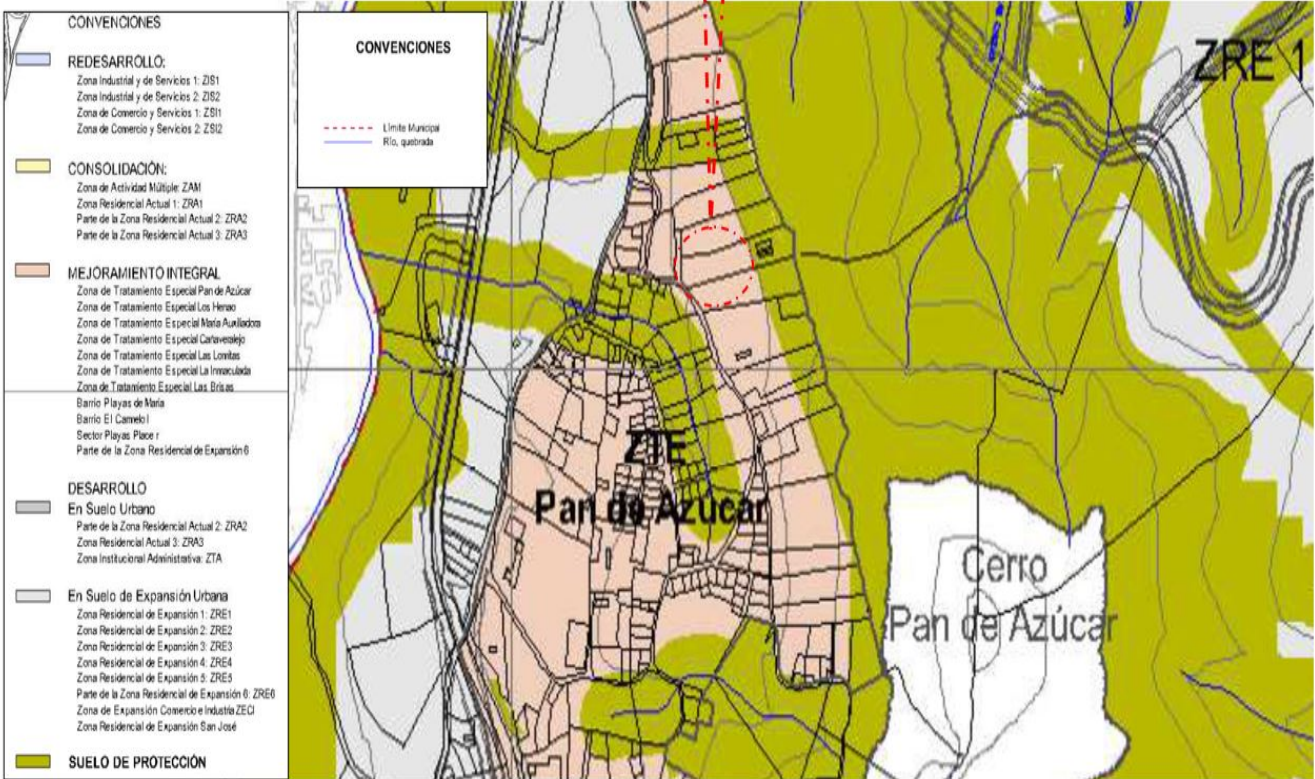 CONVENCIONES
REDESARROLLO:
Zona Industrial y de Servicios 1: ZIS1
Zona Industrial y de Servicios 2: ZIS2
Zona de Comercio y Servicios 1: ZSI1
Zona de Comercio y Servicios 2: ZSI2
CONSOLIDACIÓN:
Zona de Actividad Múltiple: ZAM
Zona Residencial Actual 1: ZRA1
Parte de la Zona Residencial Actual 2: ZRA2
Parte de la Zona Residencial Actual 3: ZRA3
MEJORAMIENTO INTEGRAL
Zona de Tratamiento Especial Pan de Azúcar
Zona de Tratamiento Especial Los Henao
Zona de Tratamiento Especial María Auxiliadora
Zona de Tratamiento Especial Cañaveralejo
Zona de Tratamiento Especial Las Lomitas
Zona de Tratamiento Especial La Inmaculada
Zona de Tratamiento Especial Las Brisas
Barrio Playas de María
Barrio El Carmelo I
Sector Playas Placer
Parte de la Zona Residencial de Expansión 6
DESARROLLO
En Suelo Urbano
Parte de la Zona Residencial Actual 2: ZRA2
Zona Residencial Actual 3: ZRA3
Zona Institucional Administrativa: ZTA
En Suelo de Expansión Urbana
Zona Residencial de Expansión 1: ZRE1
Zona Residencial de Expansión 2: ZRE2
Zona Residencial de Expansión 3: ZRE3
Zona Residencial de Expansión 4: ZRE4
Zona Residencial de Expansión 5: ZRE5
Parte de la Zona Residencial de Expansión 6: ZRE6
Zona de Expansión Comercio e Industria ZECI
Zona Residencial de Expansión San José
SUELO DE PROTECCIÓN
CONVENCIONES
Límite Municipal
Río, quebrada
ZRE 1
ZTE
Pan de Azúcar
Cerro
Pan de Azúcar